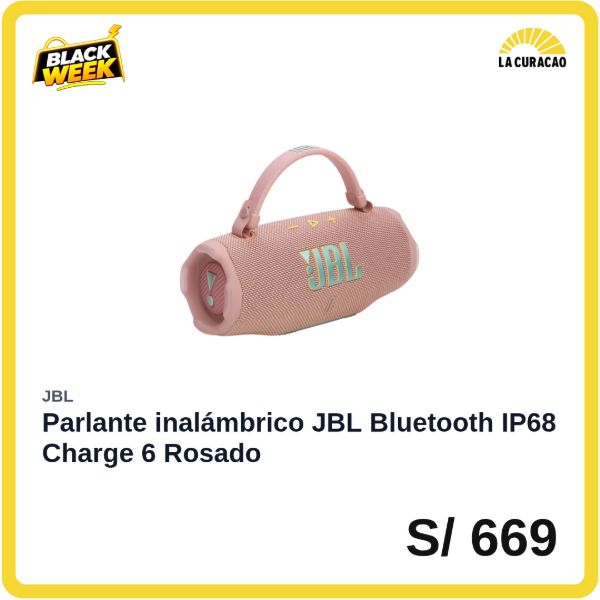 BLACK
WEEK
LA CURACAO
JBL
JBL
Parlante inalámbrico JBL Bluetooth IP68
Charge 6 Rosado
S/ 669